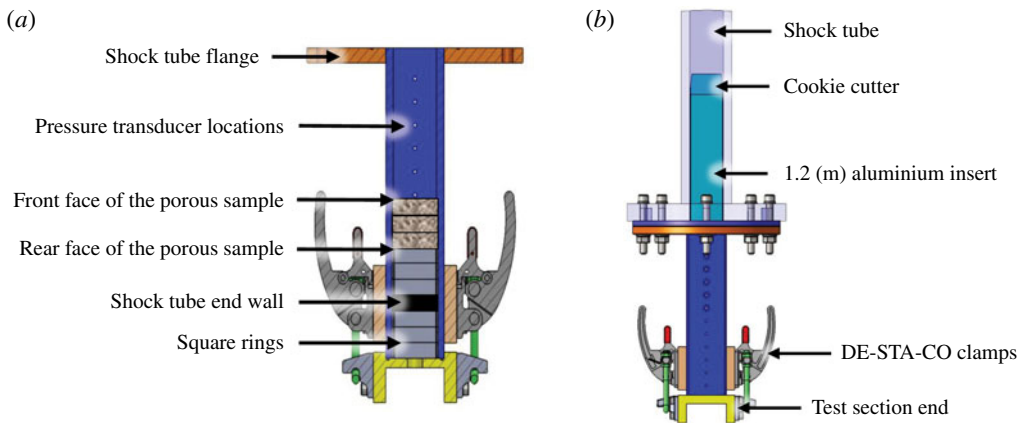 (a)
Shock tube flange
Pressure transducer locations
Front face of the porous sample
Rear face of the porous sample
Shock tube end wall
Square rings
(b)
Shock tube
Cookie cutter
1.2 (m) aluminium insert
DE-STA-CO clamps
Test section end